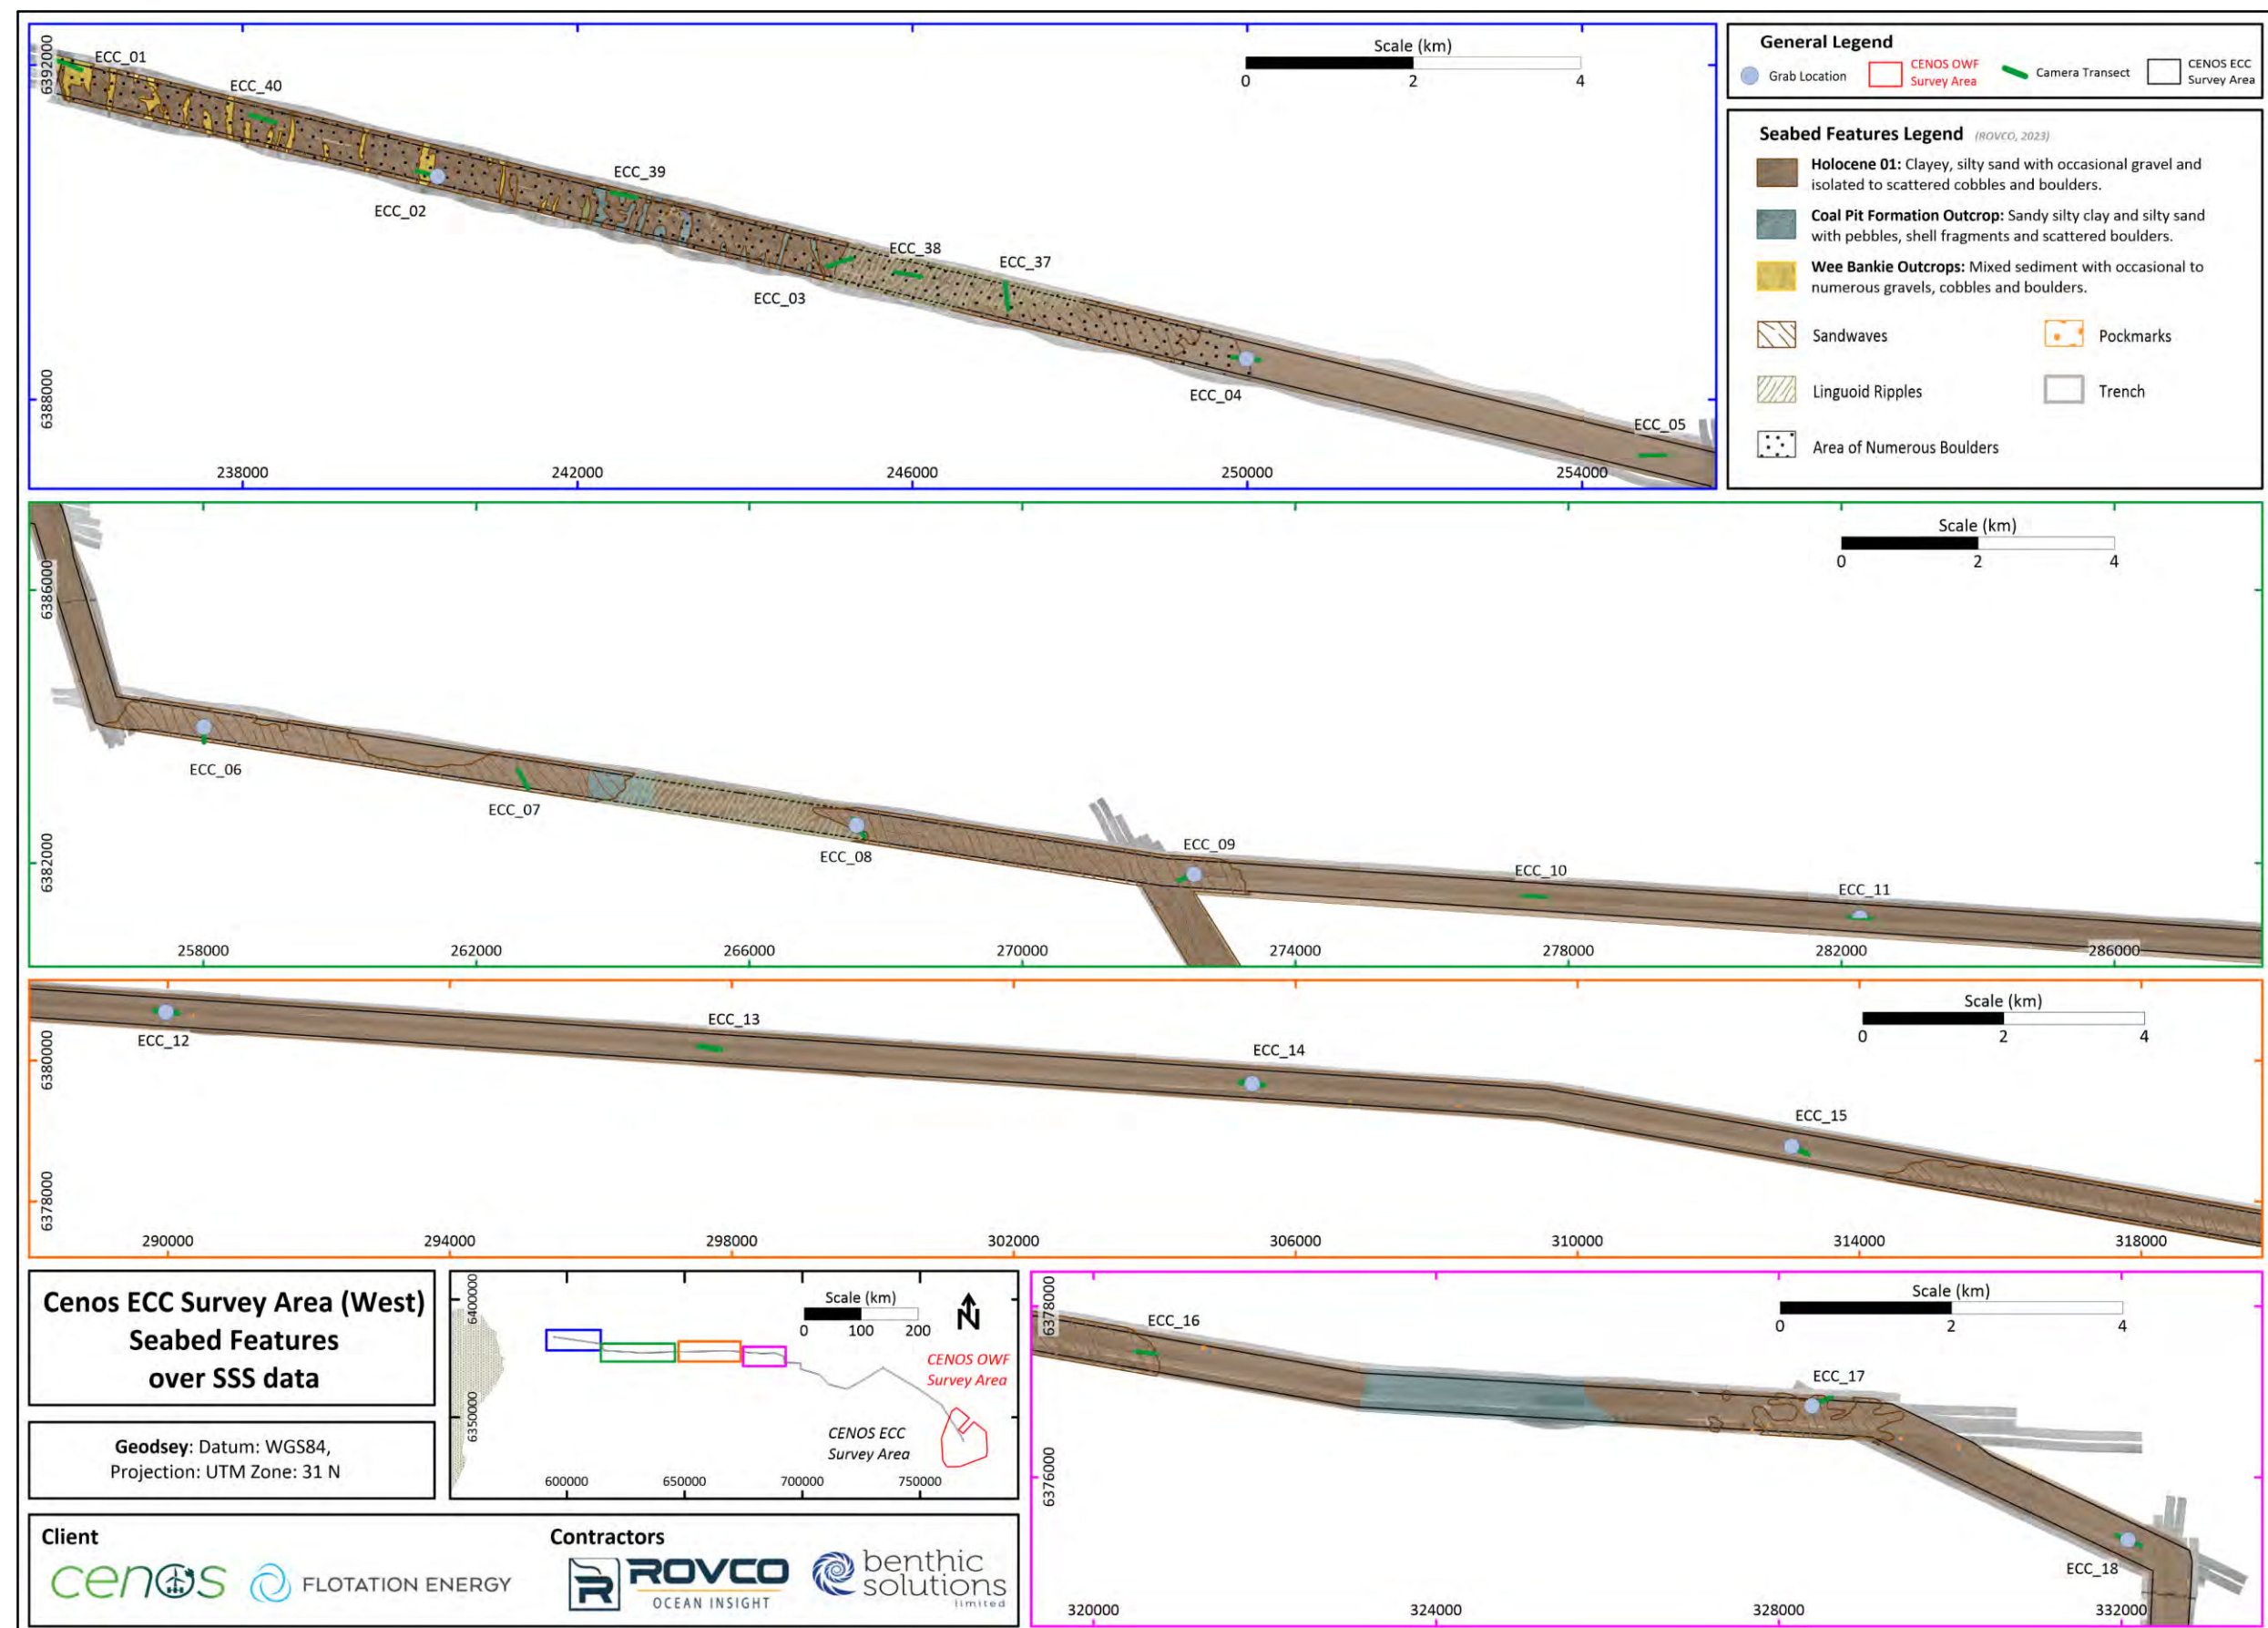 ECC_01
ECC_40
ECC_39
ECC_02
ECC_38
ECC_37
ECC_03
ECC_04
ECC_05
Scale (km)
0 2 4
6392000
6388000
238000 242000 246000 250000 254000
General Legend
Grab Location
CENOS OWF
Survey Area
Camera Transect
CENOS ECC
Survey Area
Seabed Features Legend (ROVCO, 2023)
Holocene 01: Clayey, silty sand with occasional gravel and
isolated to scattered cobbles and boulders.
Coal Pit Formation Outcrop: Sandy silty clay and silty sand
with pebbles, shell fragments and scattered boulders.
Wee Bankie Outcrops: Mixed sediment with occasional to
numerous gravels, cobbles and boulders.
Sandwaves
Pockmarks
Linguoid Ripples
Trench
Area of Numerous Boulders
Scale (km)
0 2 4
6386000
6382000
ECC_06
ECC_07
ECC_08
ECC_09
ECC_10
ECC_11
258000 262000 266000 270000 274000 278000 282000 286000
Scale (km)
0 2 4
6380000
6378000
ECC_12
ECC_13
ECC_14
ECC_15
290000 294000 298000 302000 306000 310000 314000 318000
Cenos ECC Survey Area (West)
Seabed Features
over SSS data
Geodsey: Datum: WGS84,
Projection: UTM Zone: 31 N
6400000
6350000
Scale (km)
0 100 200
N
CENOS OWF
Survey Area
CENOS ECC
Survey Area
600000 650000 700000 750000
Scale (km)
0 2 4
6378000
6376000
ECC_16
ECC_17
ECC_18
320000 324000 328000 332000
Client
cenos
FLOTATION ENERGY
Contractors
ROVCO
OCEAN INSIGHT
benthic
solutions
limited